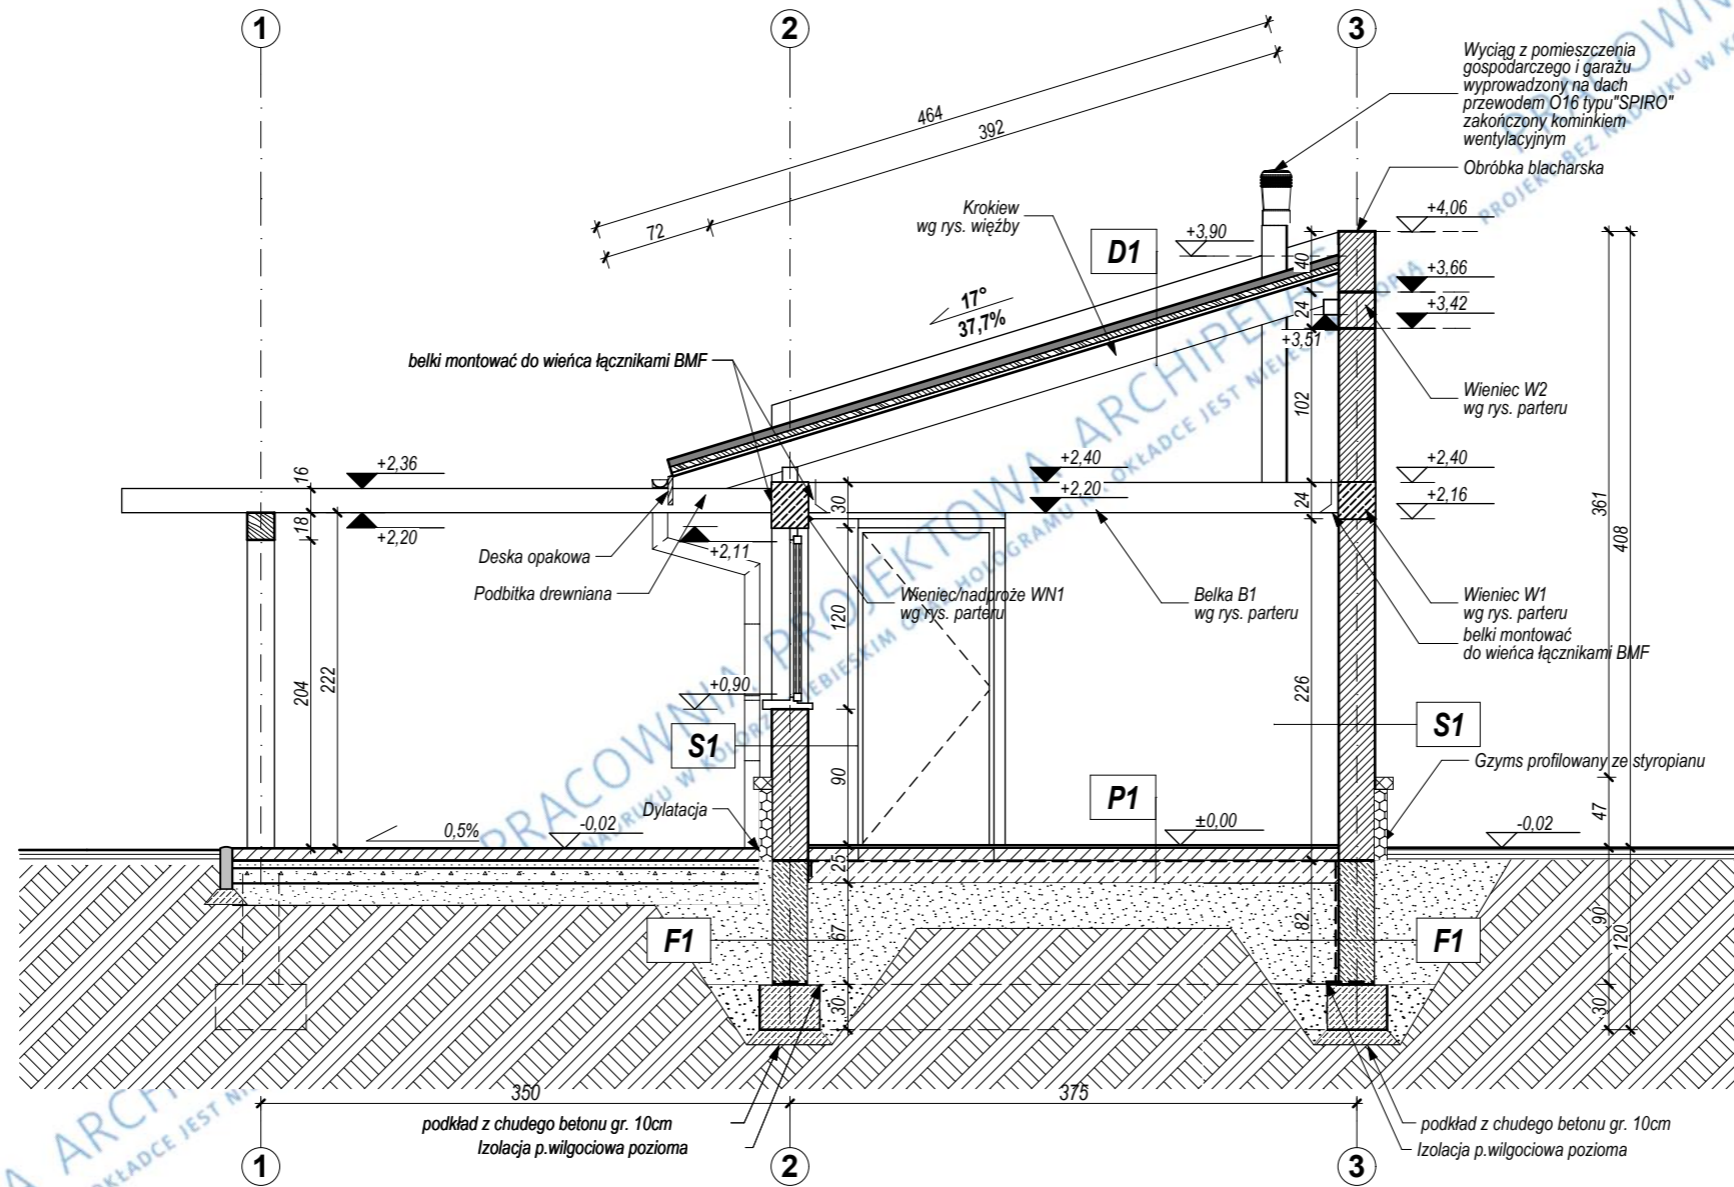 1
2
3
Wyciąg z pomieszczenia
gospodarczego i garażu
wyprowadzony na dach
przewodem O16 typu"SPIRO"
zakończony kominkiem
wentylacyjnym
Obróbka blacharska
464
392
72
Krokiew
wg rys. więźby
D1
+3,90
+4,06
40
+3,66
24
+3,42
+3,51
17°
37,7%
belki montować do wieńca łącznikami BMF
102
Wieniec W2
wg rys. parteru
16
+2,36
18
+2,20
+2,40
+2,20
+2,40
+2,16
30
24
361
408
+2,11
Deska opakowa
Podbitka drewniana
Wieniec/nadproże WN1
wg rys. parteru
Belka B1
wg rys. parteru
Wieniec W1
wg rys. parteru
belki montować
do wieńca łącznikami BMF
120
204
222
+0,90
226
S1
S1
Gzyms profilowany ze styropianu
90
P1
Dylatacja
0,5%
-0,02
±0,00
-0,02
47
25
F1
67
82
F1
90
120
30
30
350
375
podkład z chudego betonu gr. 10cm
Izolacja p.wilgociowa pozioma
podkład z chudego betonu gr. 10cm
Izolacja p.wilgociowa pozioma
1
2
3
PRACOWNIA PROJEKTOWA ARCHIPELAG